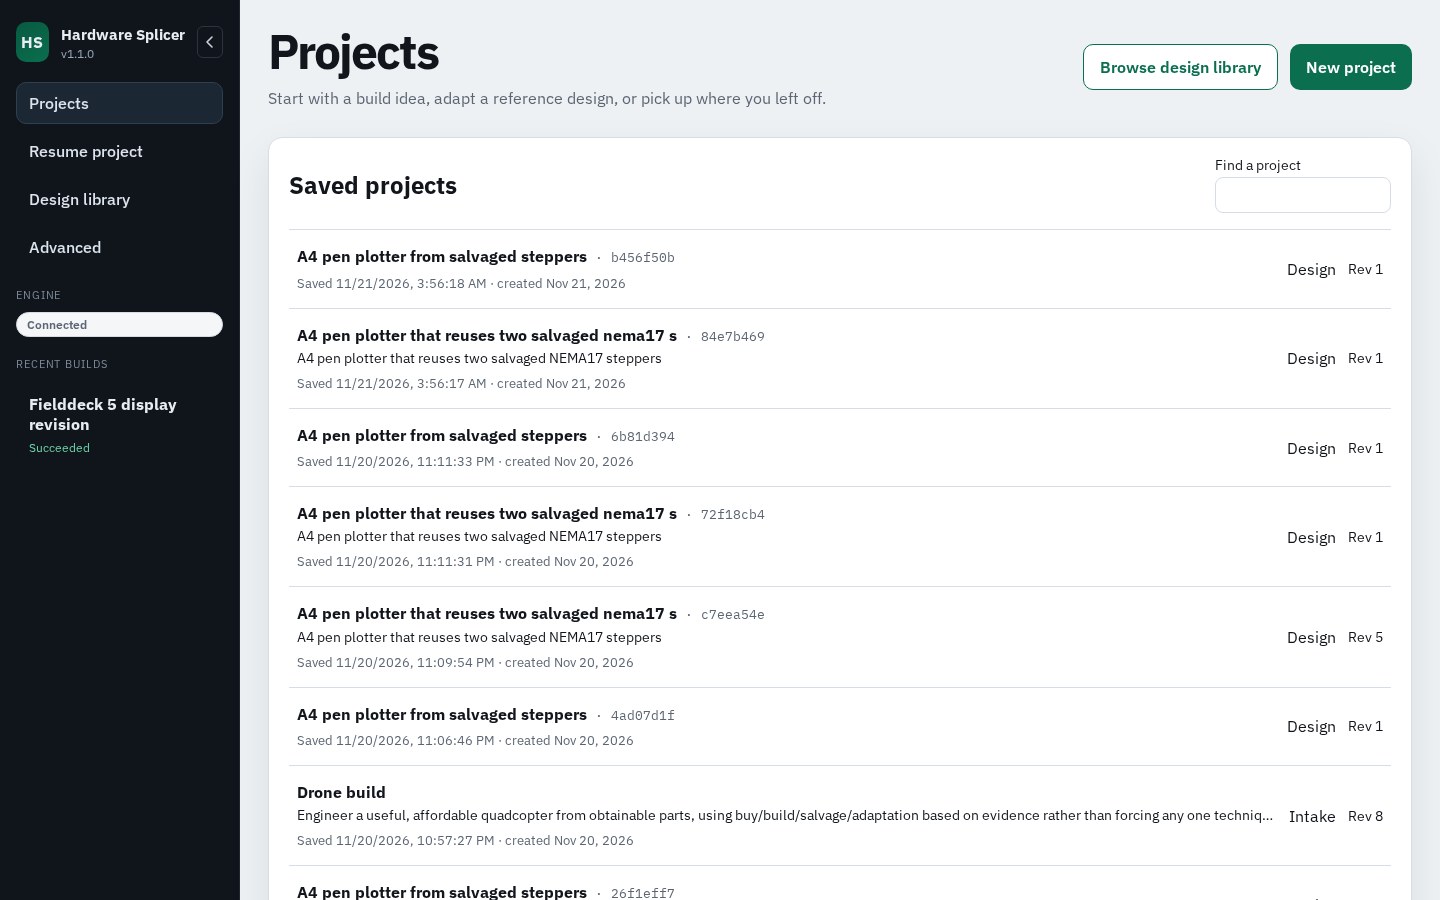 HS
Hardware Splicer
v1.1.0
Projects
Resume project
Design library
Advanced
ENGINE
Connected
RECENT BUILDS
Fielddeck 5 display
revision
Succeeded
Projects
Start with a build idea, adapt a reference design, or pick up where you left off.
Browse design library
New project
Saved projects
Find a project
A4 pen plotter from salvaged steppers · b456f50b
Saved 11/21/2026, 3:56:18 AM · created Nov 21, 2026
Design Rev 1
A4 pen plotter that reuses two salvaged nema17 s · 84e7b469
A4 pen plotter that reuses two salvaged NEMA17 steppers
Saved 11/21/2026, 3:56:17 AM · created Nov 21, 2026
Design Rev 1
A4 pen plotter from salvaged steppers · 6b81d394
Saved 11/20/2026, 11:11:33 PM · created Nov 20, 2026
Design Rev 1
A4 pen plotter that reuses two salvaged nema17 s · 72f18cb4
A4 pen plotter that reuses two salvaged NEMA17 steppers
Saved 11/20/2026, 11:11:31 PM · created Nov 20, 2026
Design Rev 1
A4 pen plotter that reuses two salvaged nema17 s · c7eea54e
A4 pen plotter that reuses two salvaged NEMA17 steppers
Saved 11/20/2026, 11:09:54 PM · created Nov 20, 2026
Design Rev 5
A4 pen plotter from salvaged steppers · 4ad07d1f
Saved 11/20/2026, 11:06:46 PM · created Nov 20, 2026
Design Rev 1
Drone build
Engineer a useful, affordable quadcopter from obtainable parts, using buy/build/salvage/adaptation based on evidence rather than forcing any one techniq...
Saved 11/20/2026, 10:57:27 PM · created Nov 20, 2026
Intake Rev 8
A4 pen plotter from salvaged steppers · 26f1eff7